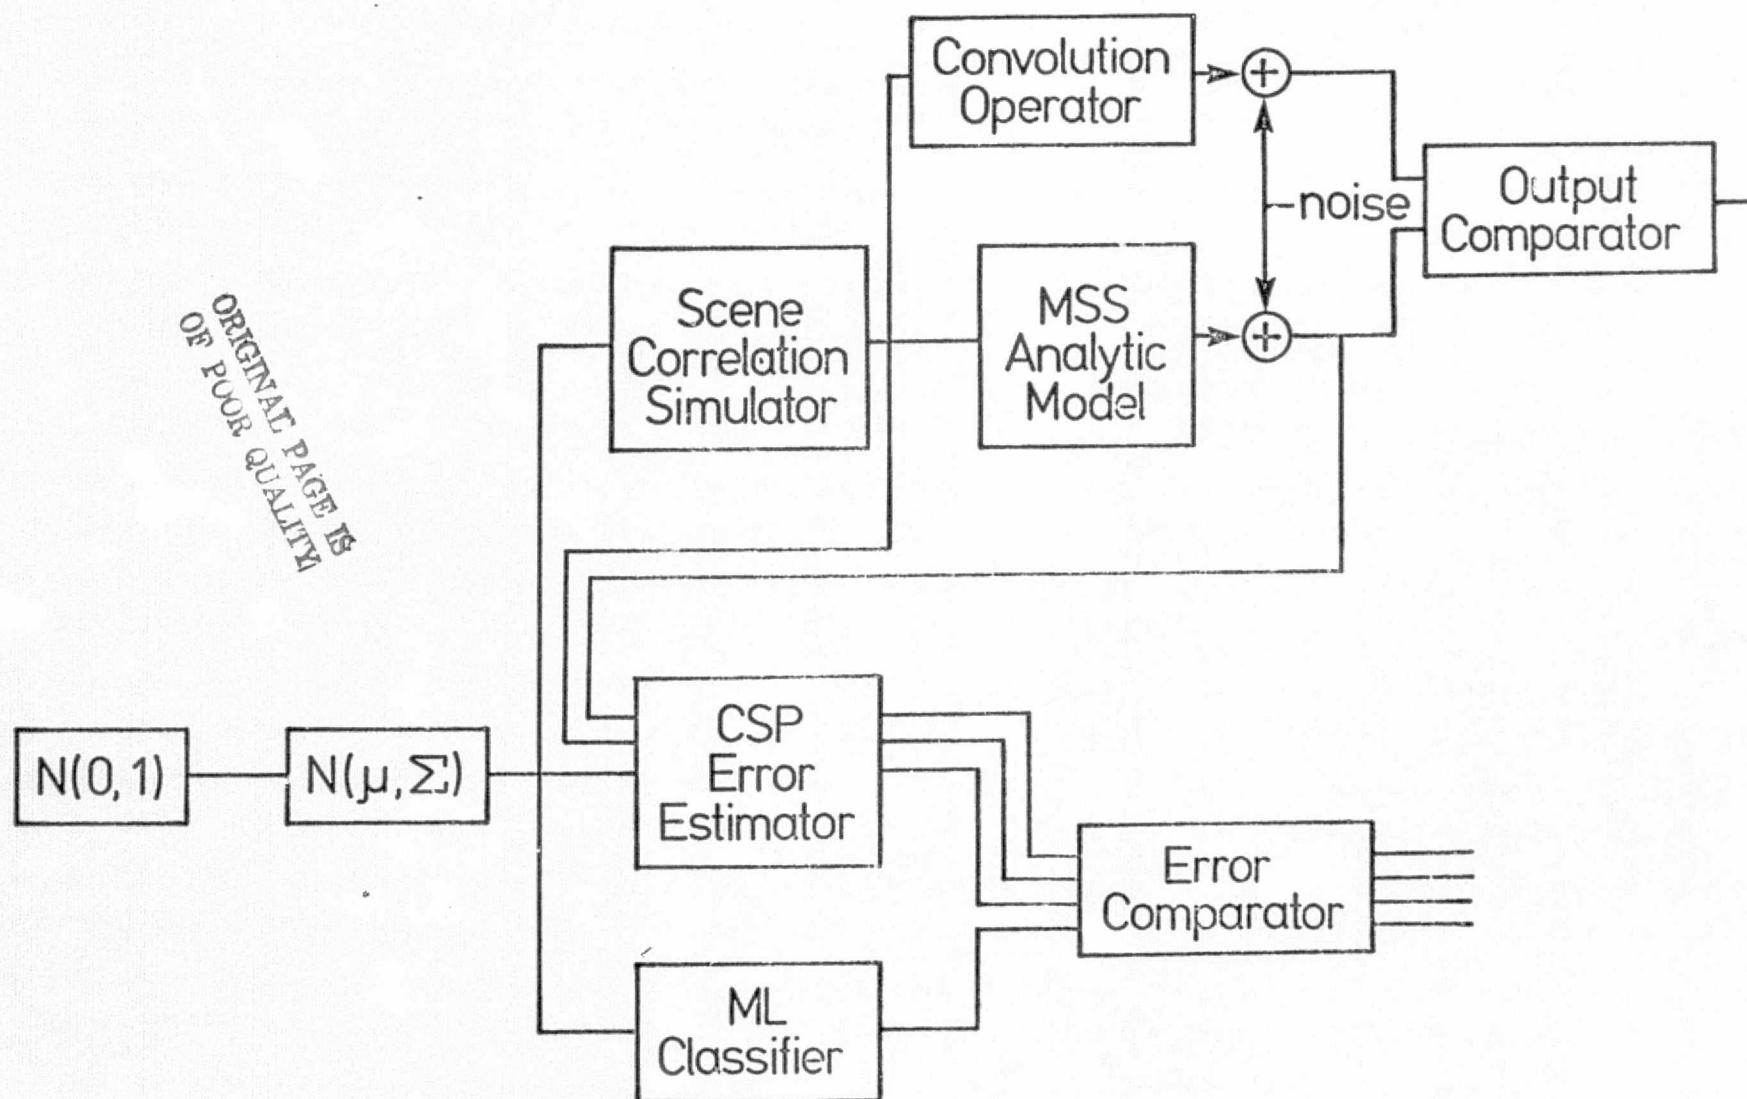 Convolution
Operator
+
noise
Output
Comparator
Scene
Correlation
Simulator
MSS
Analytic
Model
+
ORIGINAL PAGE IS
OF POOR QUALITY
CSP
Error
Estimator
N(0,1)
N(μ,Σ)
Error
Comparator
ML
Classifier